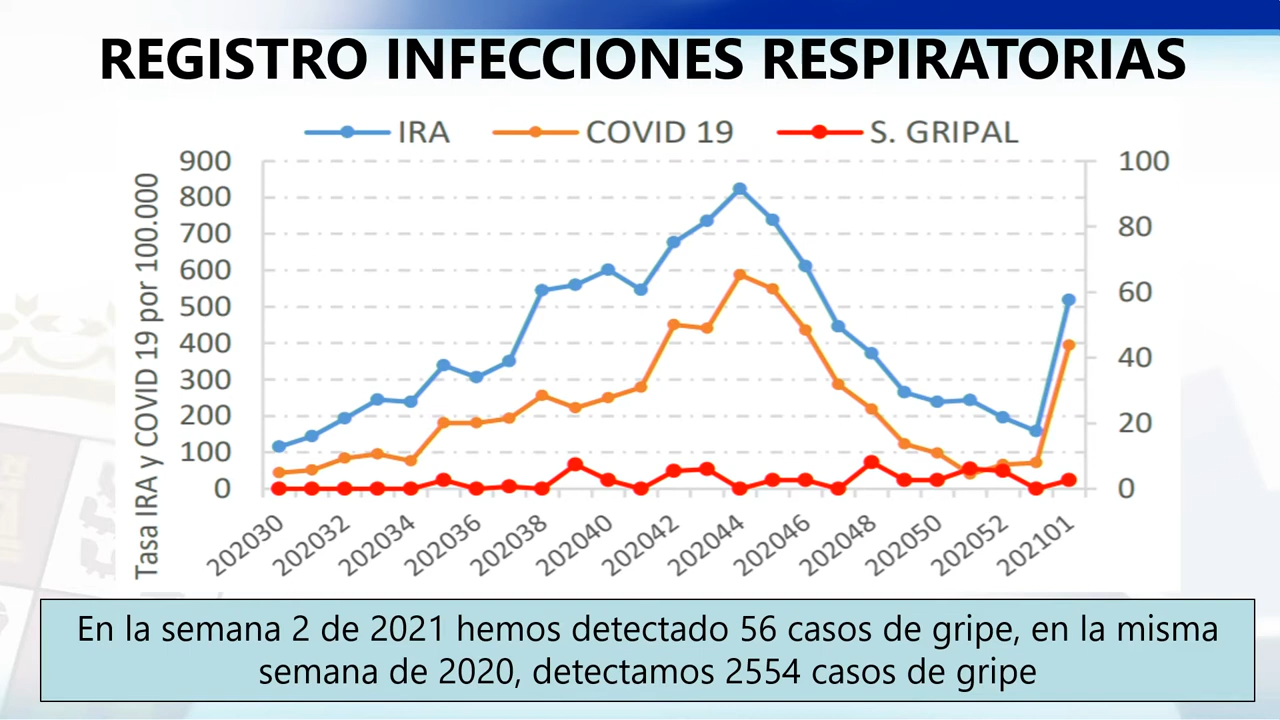 REGISTRO INFECCIONES RESPIRATORIAS
IRA COVID 19 S. GRIPAL
Tasa IRA y COVID 19 por 100.000
900
800
700
600
500
400
300
200
100
0
100
80
60
40
20
0
202030 202032 202034 202036 202038 202040 202042 202044 202046 202048 202050 202052 202101
En la semana 2 de 2021 hemos detectado 56 casos de gripe, en la misma
semana de 2020, detectamos 2554 casos de gripe